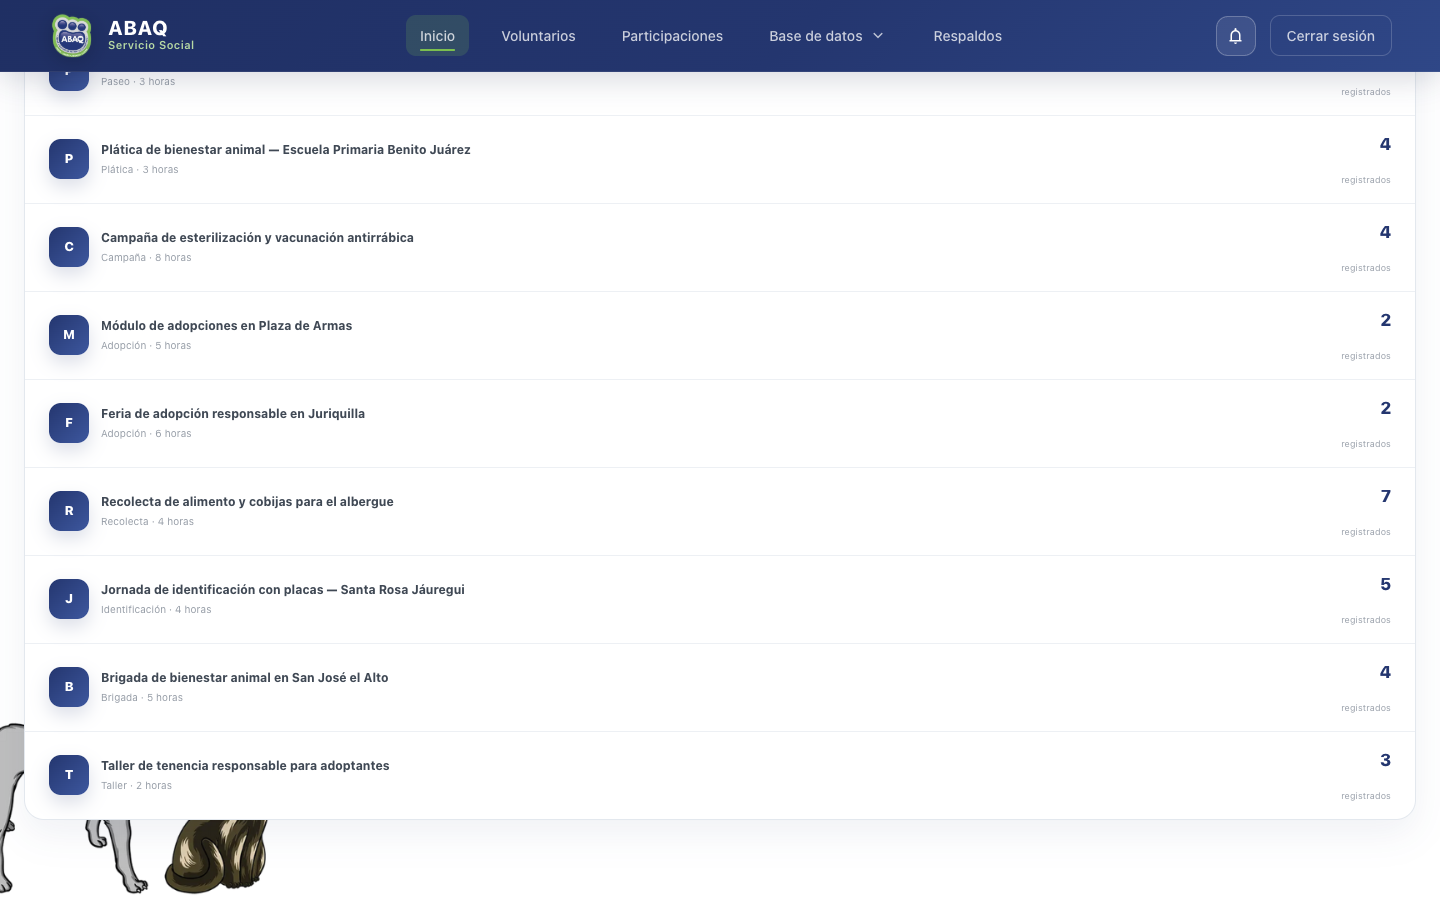 ABAQ
Servicio Social
ABAQ
Inicio
Voluntarios
Participaciones
Base de datos
Respaldos
Cerrar sesión
Paseo · 3 horas
registrados
P
Plática de bienestar animal — Escuela Primaria Benito Juárez
Plática · 3 horas
4
registrados
C
Campaña de esterilización y vacunación antirrábica
Campaña · 8 horas
4
registrados
M
Módulo de adopciones en Plaza de Armas
Adopción · 5 horas
2
registrados
F
Feria de adopción responsable en Juriquilla
Adopción · 6 horas
2
registrados
R
Recolecta de alimento y cobijas para el albergue
Recolecta · 4 horas
7
registrados
J
Jornada de identificación con placas — Santa Rosa Jáuregui
Identificación · 4 horas
5
registrados
B
Brigada de bienestar animal en San José el Alto
Brigada · 5 horas
4
registrados
T
Taller de tenencia responsable para adoptantes
Taller · 2 horas
3
registrados